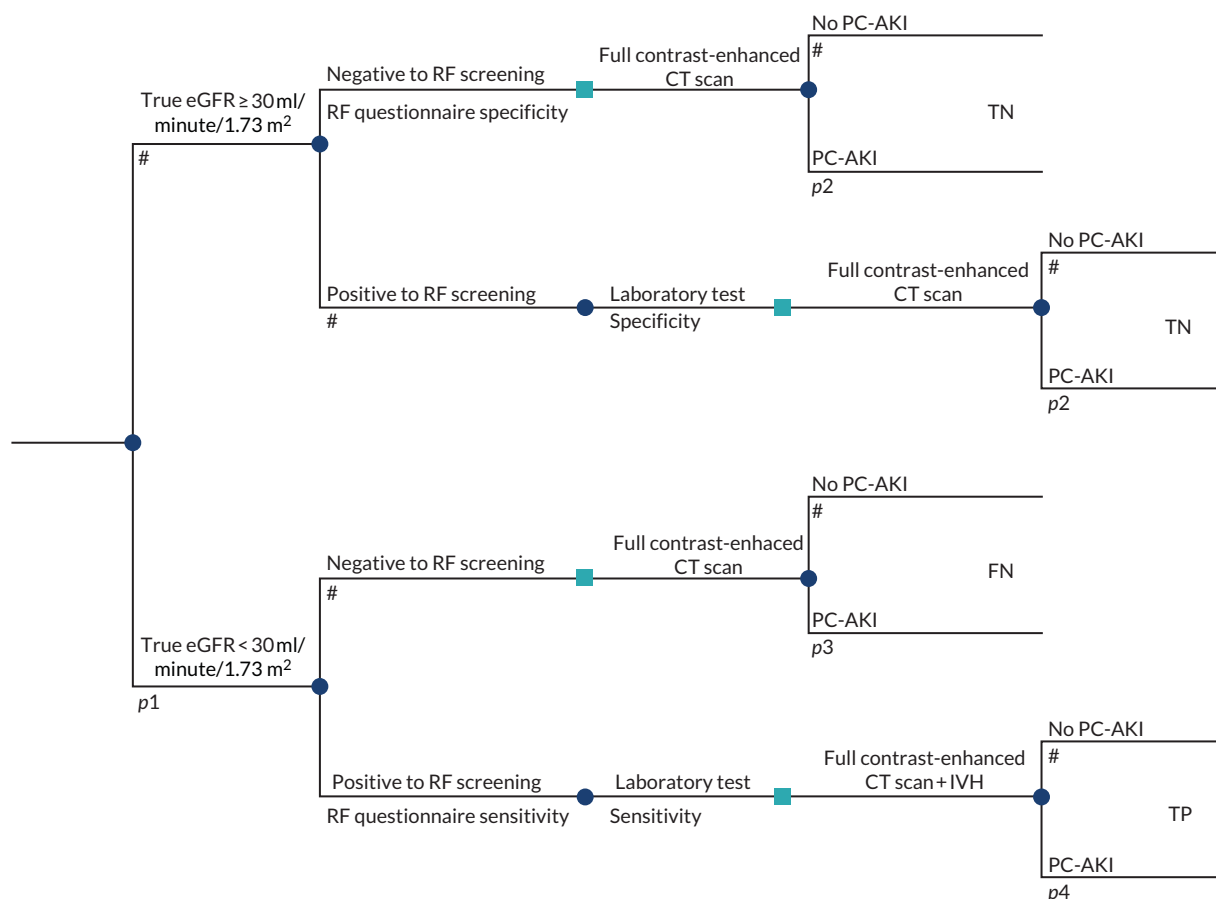 No PC-AKI
#
Full contrast-enhanced
CT scan
Negative to RF screening
RF questionnaire specificity
True eGFR ≥ 30 ml/
minute/1.73 m²
#
TN
PC-AKI
p2
No PC-AKI
#
Full contrast-enhanced
CT scan
Positive to RF screening
#
Laboratory test
Specificity
TN
PC-AKI
p2
No PC-AKI
#
Full contrast-enhaced
CT scan
Negative to RF screening
#
FN
PC-AKI
p3
True eGFR < 30 ml/
minute/1.73 m²
p1
No PC-AKI
#
Full contrast-enhanced
CT scan + IVH
Positive to RF screening
RF questionnaire sensitivity
Laboratory test
Sensitivity
TP
PC-AKI
p4